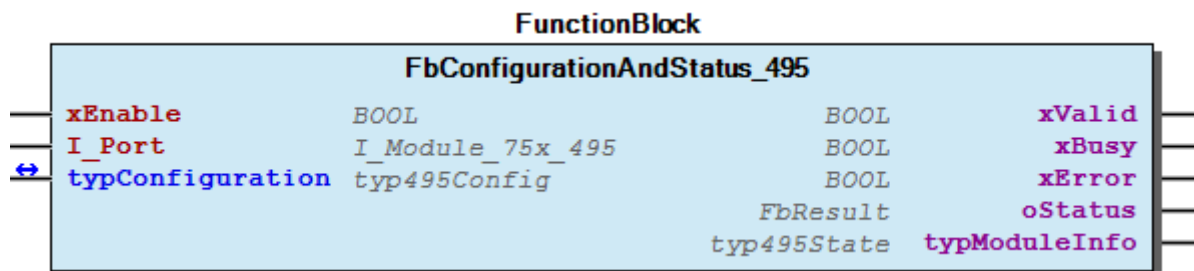 FunctionBlock
FbConfigurationAndStatus_495
xEnable BOOL BOOL xValid
I_Port I_Module_75x_495 BOOL xBusy
typConfiguration typ495Config BOOL xError
FbResult oStatus
typ495State typModuleInfo